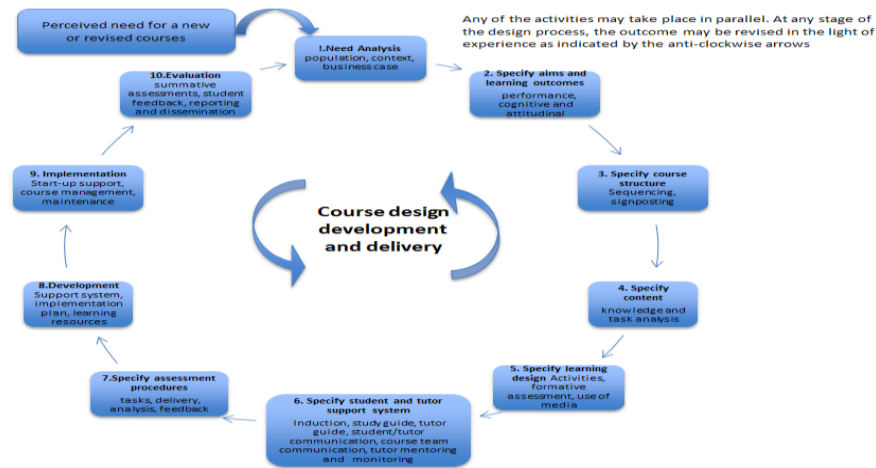 Perceived need for a new
or revised courses
Any of the activities may take place in parallel. At any stage of
the design process, the outcome may be revised in the light of
experience as indicated by the anti-clockwise arrows
!.Need Analysis
population, context,
business case
2. Specify aims and
learning outcomes
performance,
cognitive and
attitudinal
3. Specify course
structure
Sequencing,
signposting
4. Specify
content
knowledge and
task analysis
5. Specify learning
design Activities,
formative
assessment, use of
media
6. Specify student and tutor
support system
Induction, study guide, tutor
guide, student/tutor
communication, course team
communication, tutor mentoring
and monitoring
7.Specify assessment
procedures
tasks, delivery,
analysis, feedback
8.Development
Support system,
implementation
plan, learning
resources
9. Implementation
Start-up support,
course management,
maintenance
10.Evaluation
summative
assessments, student
feedback, reporting
and dissemination
Course design
development
and delivery